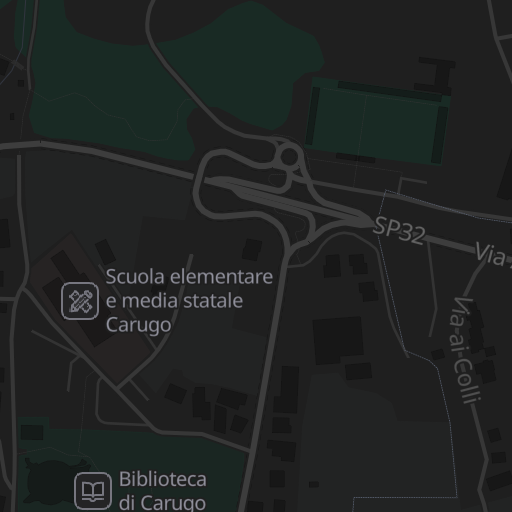 SP32
Via
Scuola elementare
e media statale
Carugo
Via ai Colli
Biblioteca
di Carugo